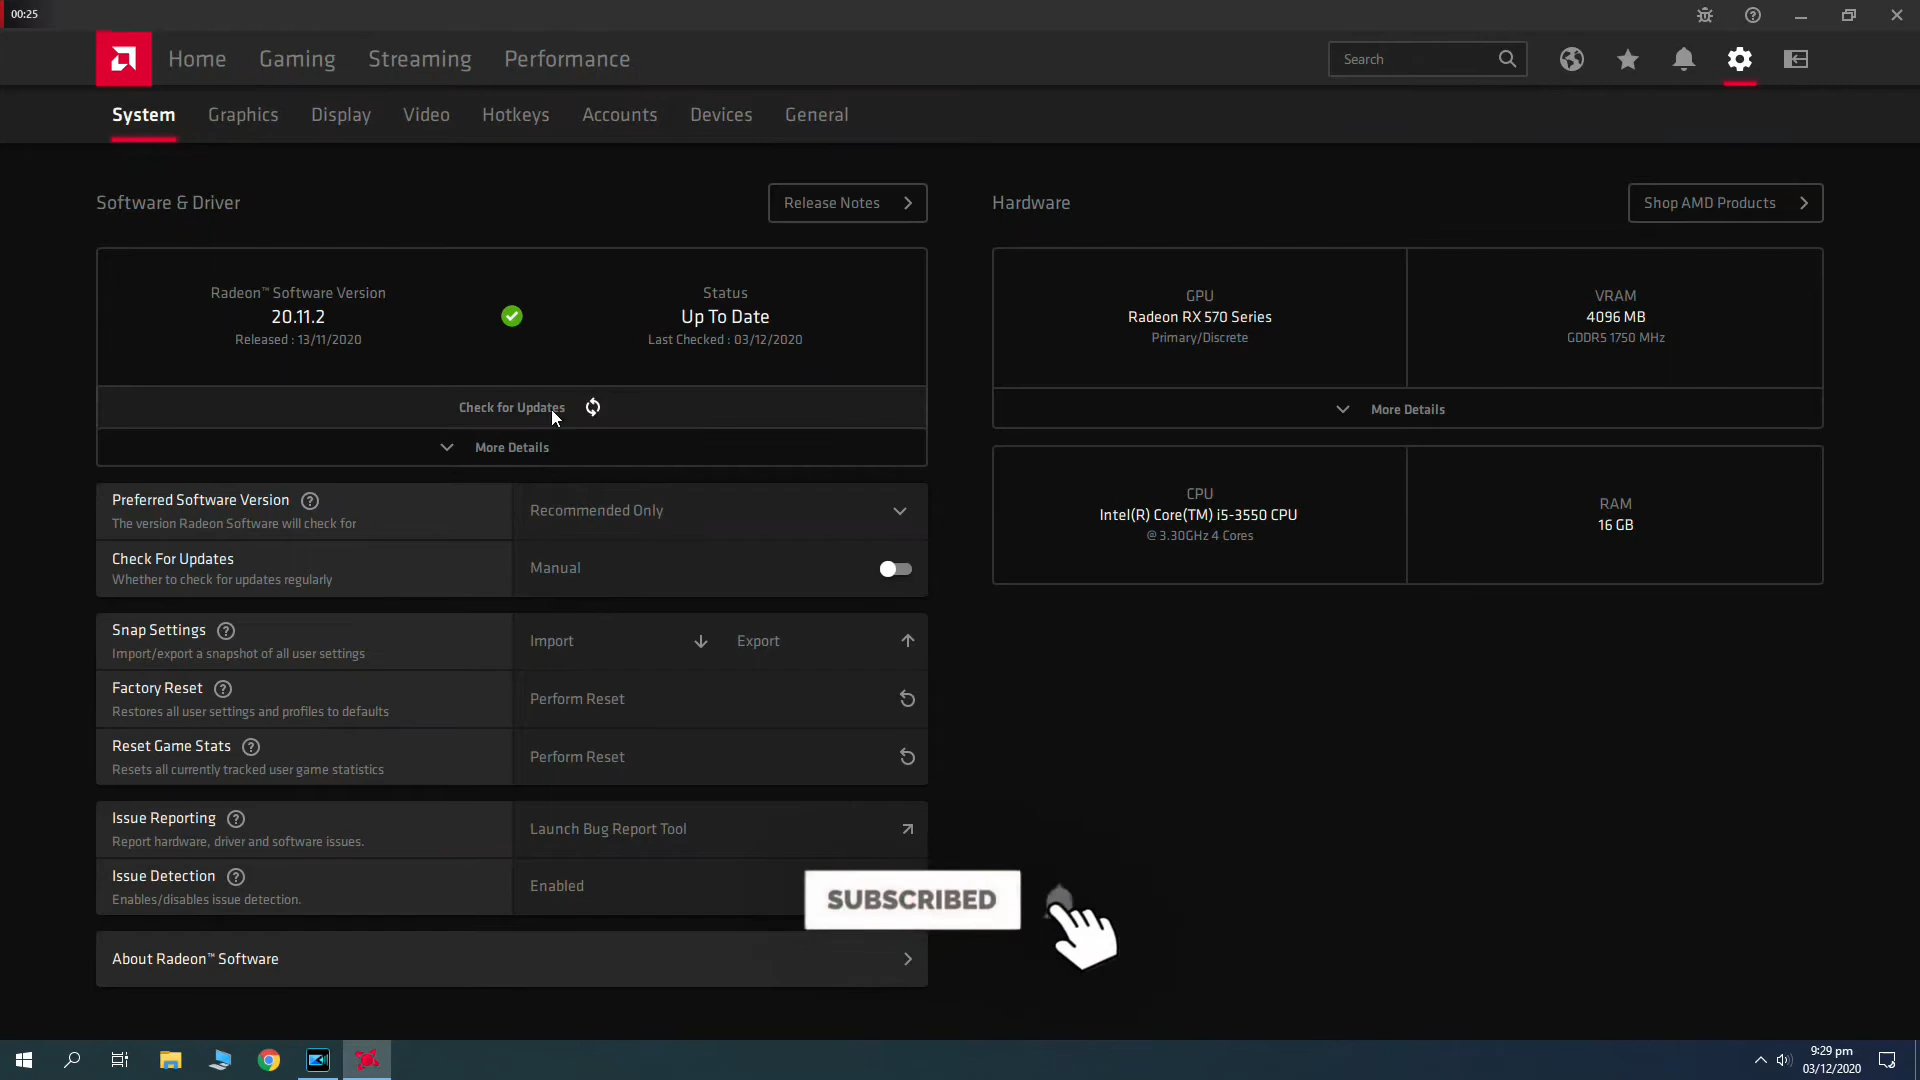 00:25
Home
Gaming
Streaming
Performance
Search
System
Graphics
Display
Video
Hotkeys
Accounts
Devices
General
Software & Driver
Release Notes
Hardware
Shop AMD Products
Radeon™ Software Version
20.11.2
Released : 13/11/2020
Status
Up To Date
Last Checked : 03/12/2020
Check for Updates
More Details
GPU
Radeon RX 570 Series
Primary/Discrete
VRAM
4096 MB
GDDR5 1750 MHz
More Details
CPU
Intel(R) Core(TM) i5-3550 CPU
@ 3.30GHz 4 Cores
RAM
16 GB
Preferred Software Version
The version Radeon Software will check for
Recommended Only
Check For Updates
Whether to check for updates regularly
Manual
Snap Settings
Import/export a snapshot of all user settings
Import
Export
Factory Reset
Restores all user settings and profiles to defaults
Perform Reset
Reset Game Stats
Resets all currently tracked user game statistics
Perform Reset
Issue Reporting
Report hardware, driver and software issues.
Launch Bug Report Tool
Issue Detection
Enables/disables issue detection.
Enabled
SUBSCRIBED
About Radeon™ Software
9:29 pm
03/12/2020